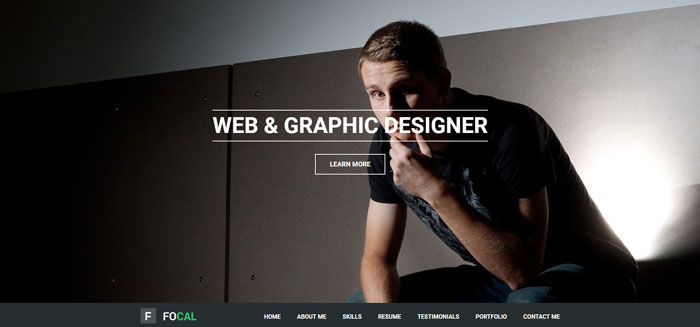 WEB & GRAPHIC DESIGNER
LEARN MORE
F FOCAL HOME ABOUT ME SKILLS RESUME TESTIMONIALS PORTFOLIO CONTACT ME